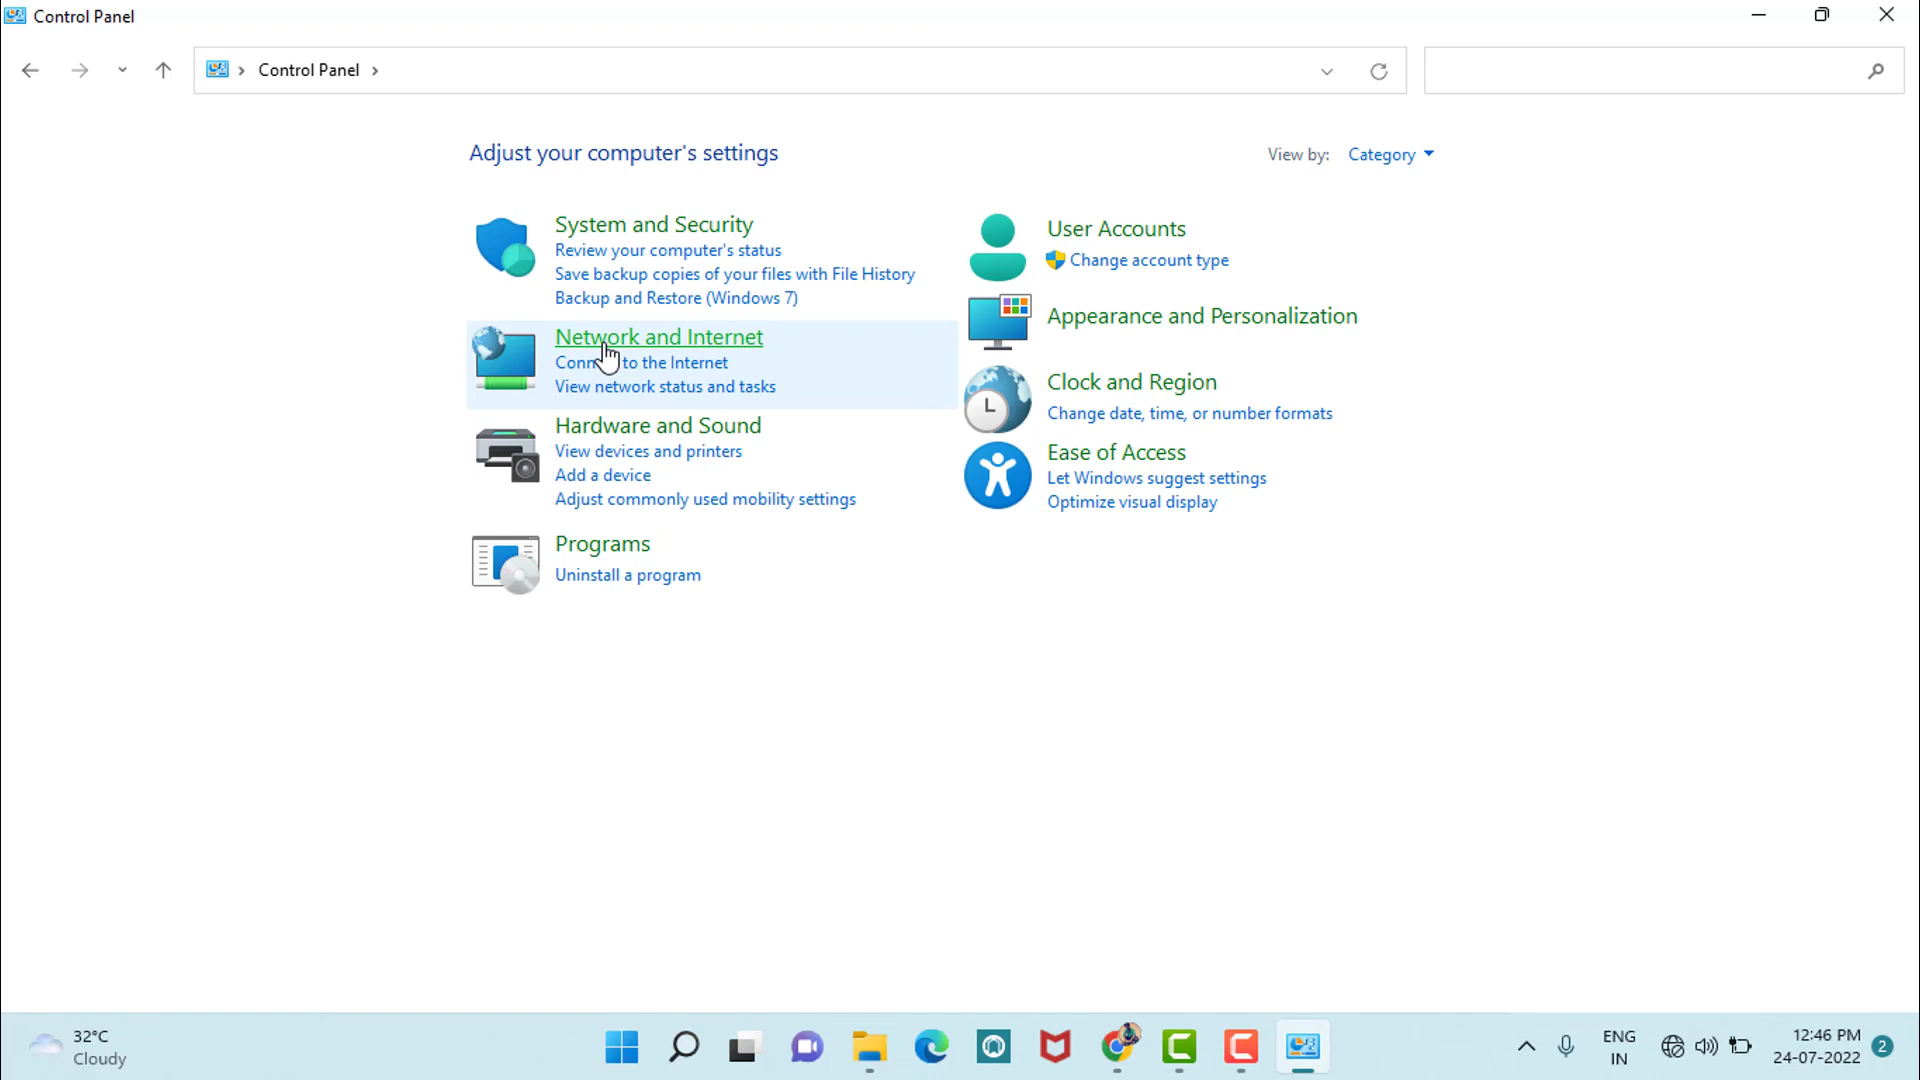 Control Panel
Control Panel
Adjust your computer's settings
View by: Category
System and Security
Review your computer's status
Save backup copies of your files with File History
Backup and Restore (Windows 7)
Network and Internet
Conn to the Internet
View network status and tasks
Hardware and Sound
View devices and printers
Add a device
Adjust commonly used mobility settings
Programs
Uninstall a program
User Accounts
Change account type
Appearance and Personalization
Clock and Region
Change date, time, or number formats
Ease of Access
Let Windows suggest settings
Optimize visual display
32°C
Cloudy
ENG
IN
12:46 PM
24-07-2022
2